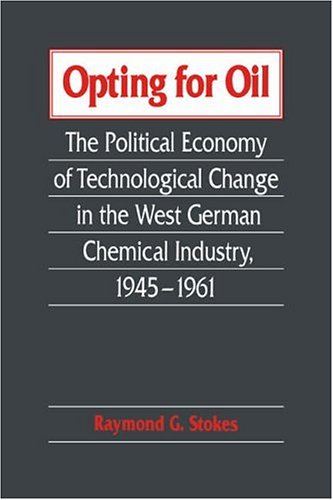 Opting for Oil
The Political Economy
of Technological Change
in the West German
Chemical Industry,
1945–1961
Raymond G. Stokes